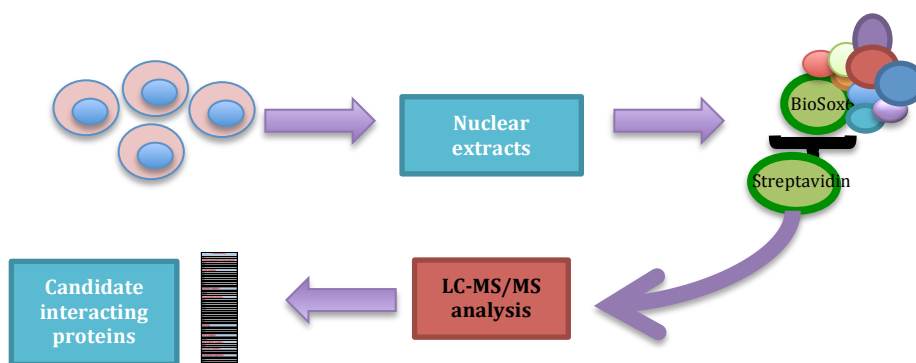 Nuclear
extracts
BioSox
Streptavidin
LC-MS/MS
analysis
Candidate
interacting
proteins